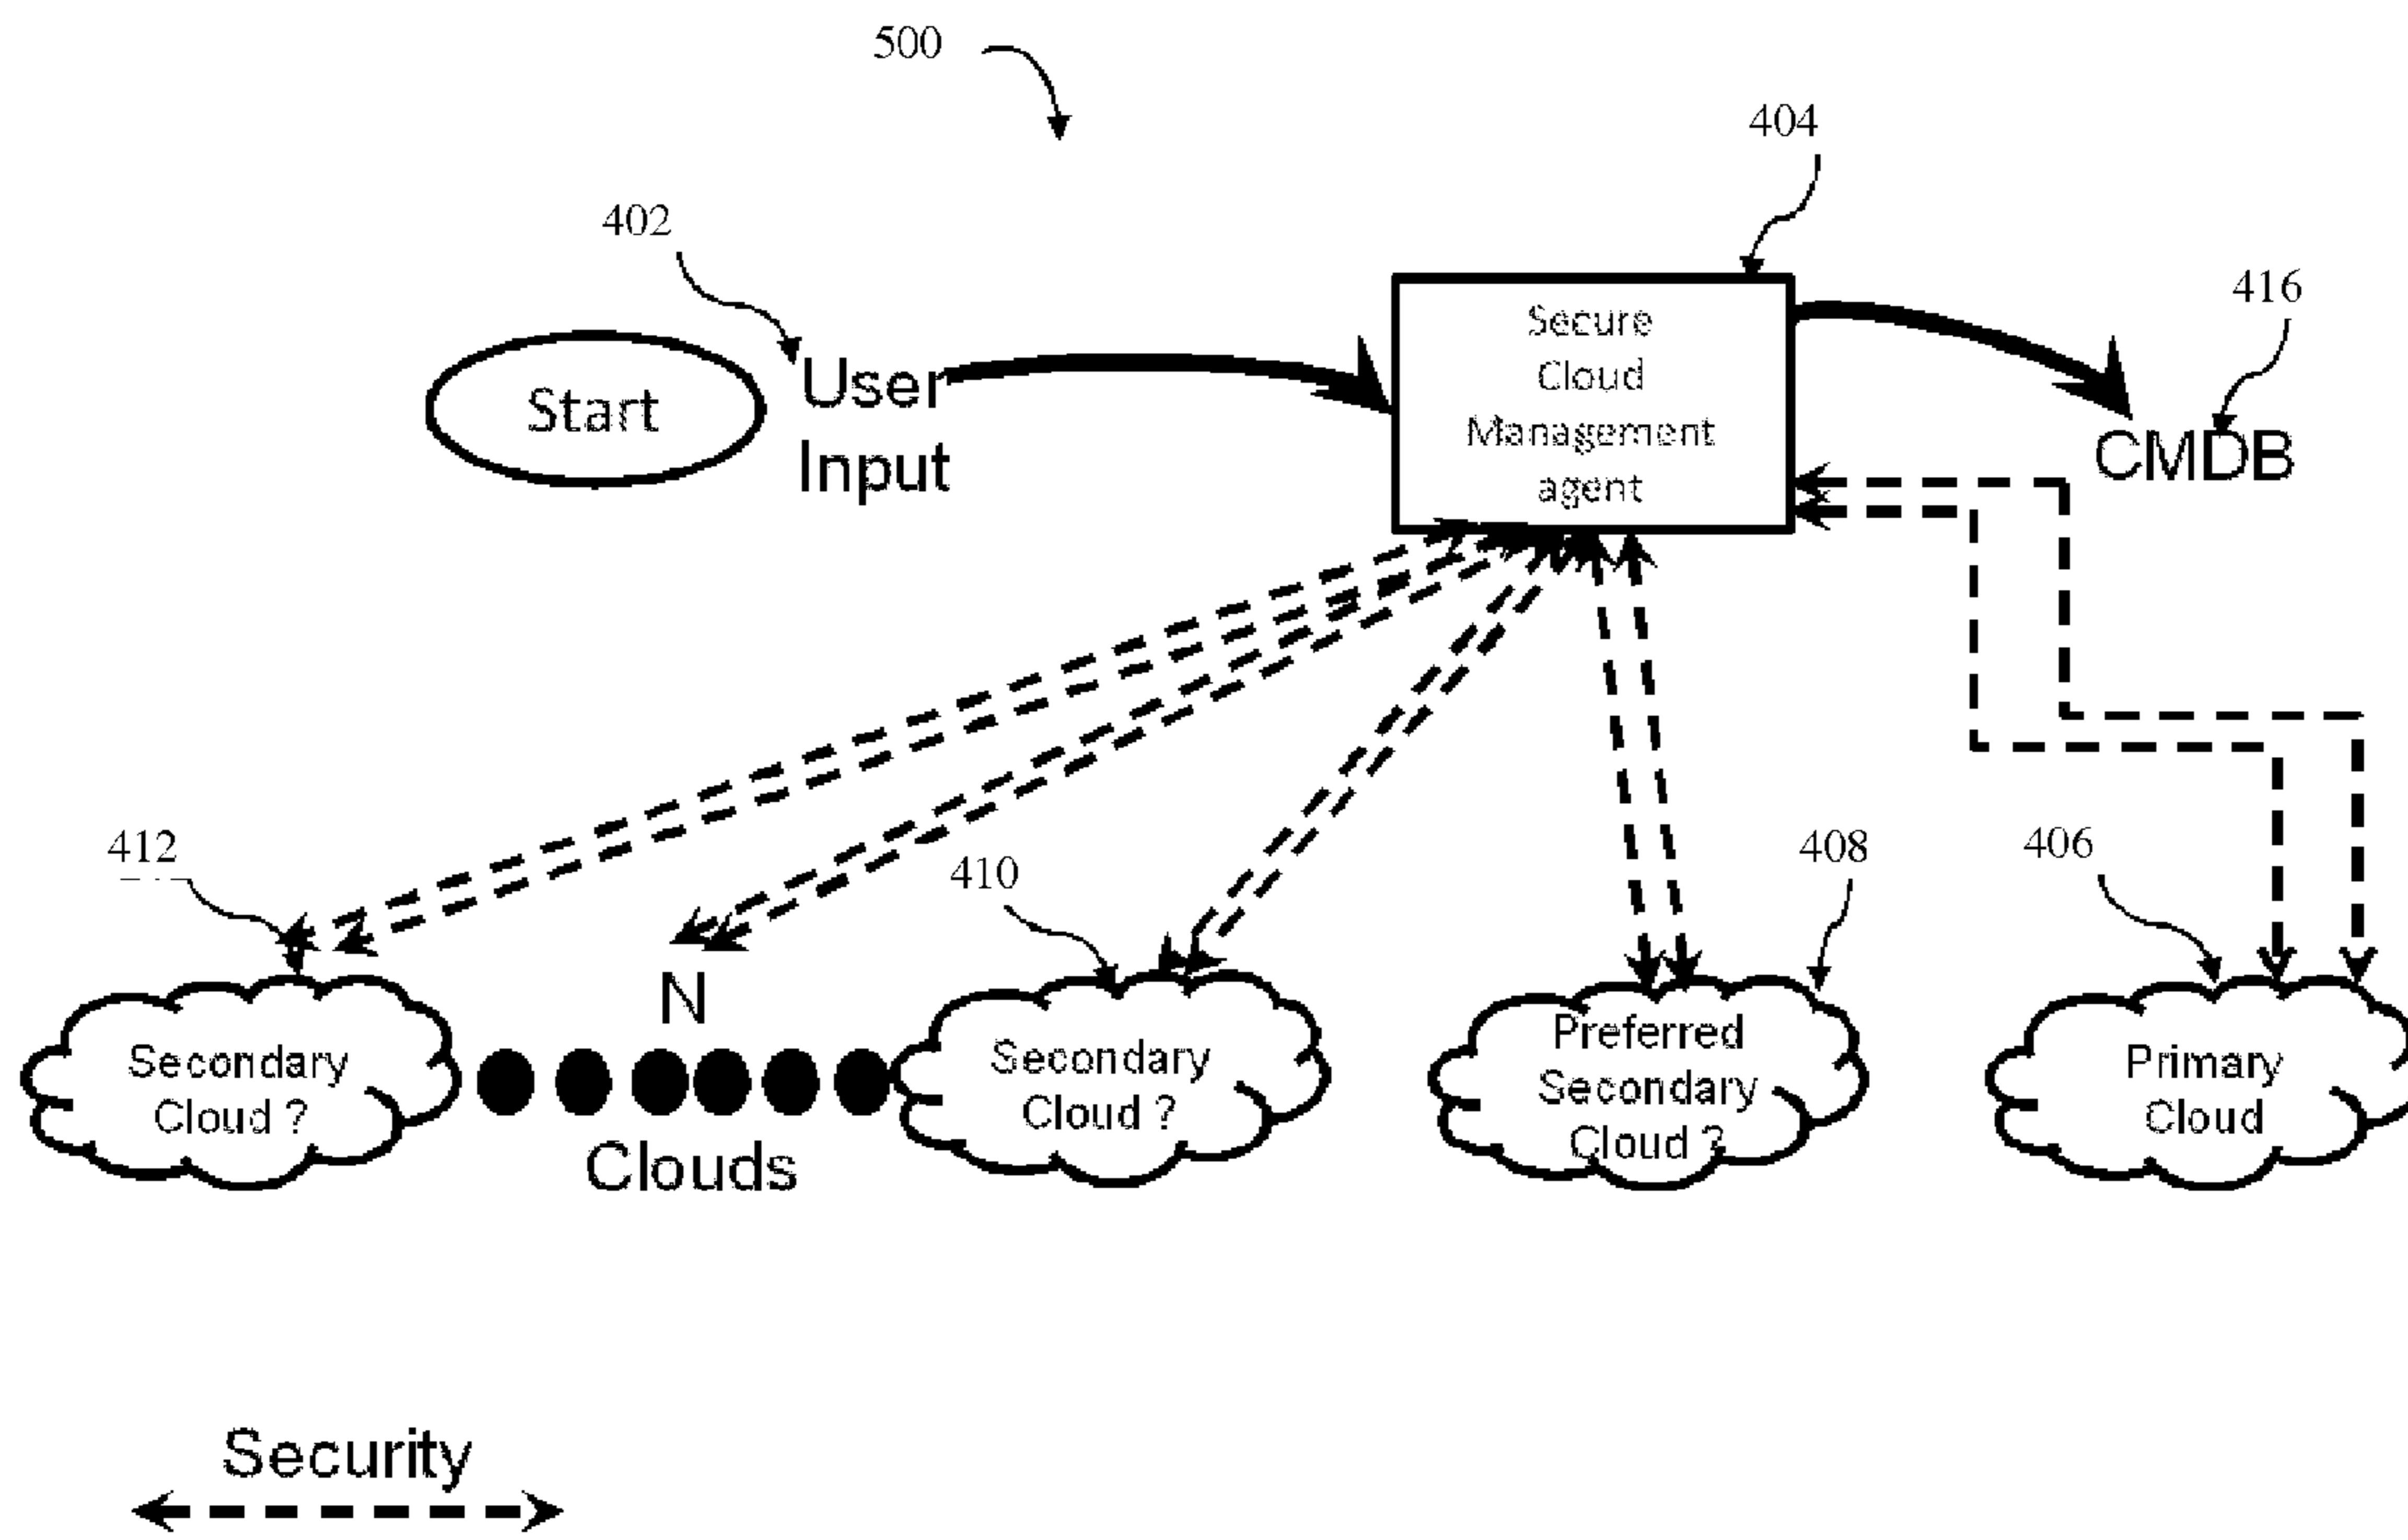 500
404
402
416
Start
User
Input
Secure
Cloud
Management
agent
CMDB
412
410
408
406
N
Clouds
Secondary
Cloud ?
Secondary
Cloud ?
Preferred
Secondary
Cloud ?
Primary
Cloud
Security